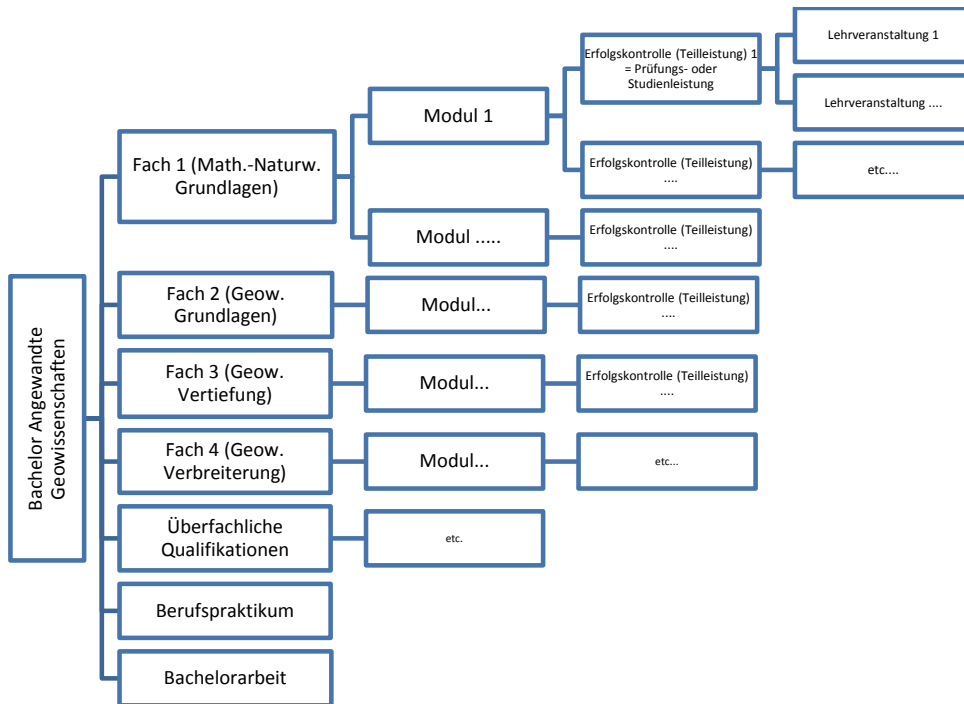 Bachelor Angewandte
Geowissenschaften
Fach 1 (Math.-Naturw.
Grundlagen)
Modul 1
Erfolgskontrolle (Teilleistung) 1
= Prüfungs- oder
Studienleistung
Lehrveranstaltung 1
Lehrveranstaltung ....
Erfolgskontrolle (Teilleistung)
....
etc....
Modul .....
Erfolgskontrolle (Teilleistung)
....
Fach 2 (Geow.
Grundlagen)
Modul...
Erfolgskontrolle (Teilleistung)
....
Fach 3 (Geow.
Vertiefung)
Modul...
Erfolgskontrolle (Teilleistung)
....
Fach 4 (Geow.
Verbreiterung)
Modul...
etc...
Überfachliche
Qualifikationen
etc.
Berufspraktikum
Bachelorarbeit